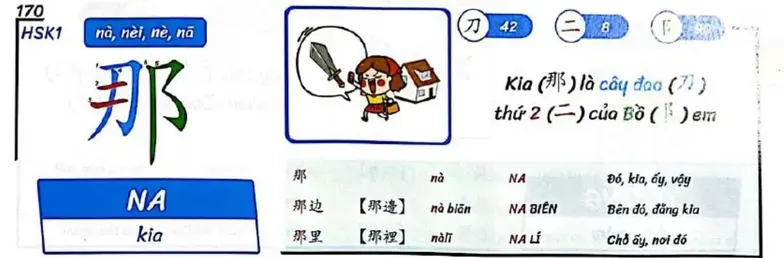 170
HSK1
nà, nèi, nè, nā
那
NA
kia
刀 42
二 8
阝
Kia (那) là cây đao (刀)
thứ 2 (二) của Bồ (阝) em
那 nà NA Đó, kia, ấy, vậy
那边 【那邊】 nà biān NA BIÊN Bên đó, đằng kia
那里 【那裡】 nàlǐ NA LÍ Chỗ ấy, nơi đó